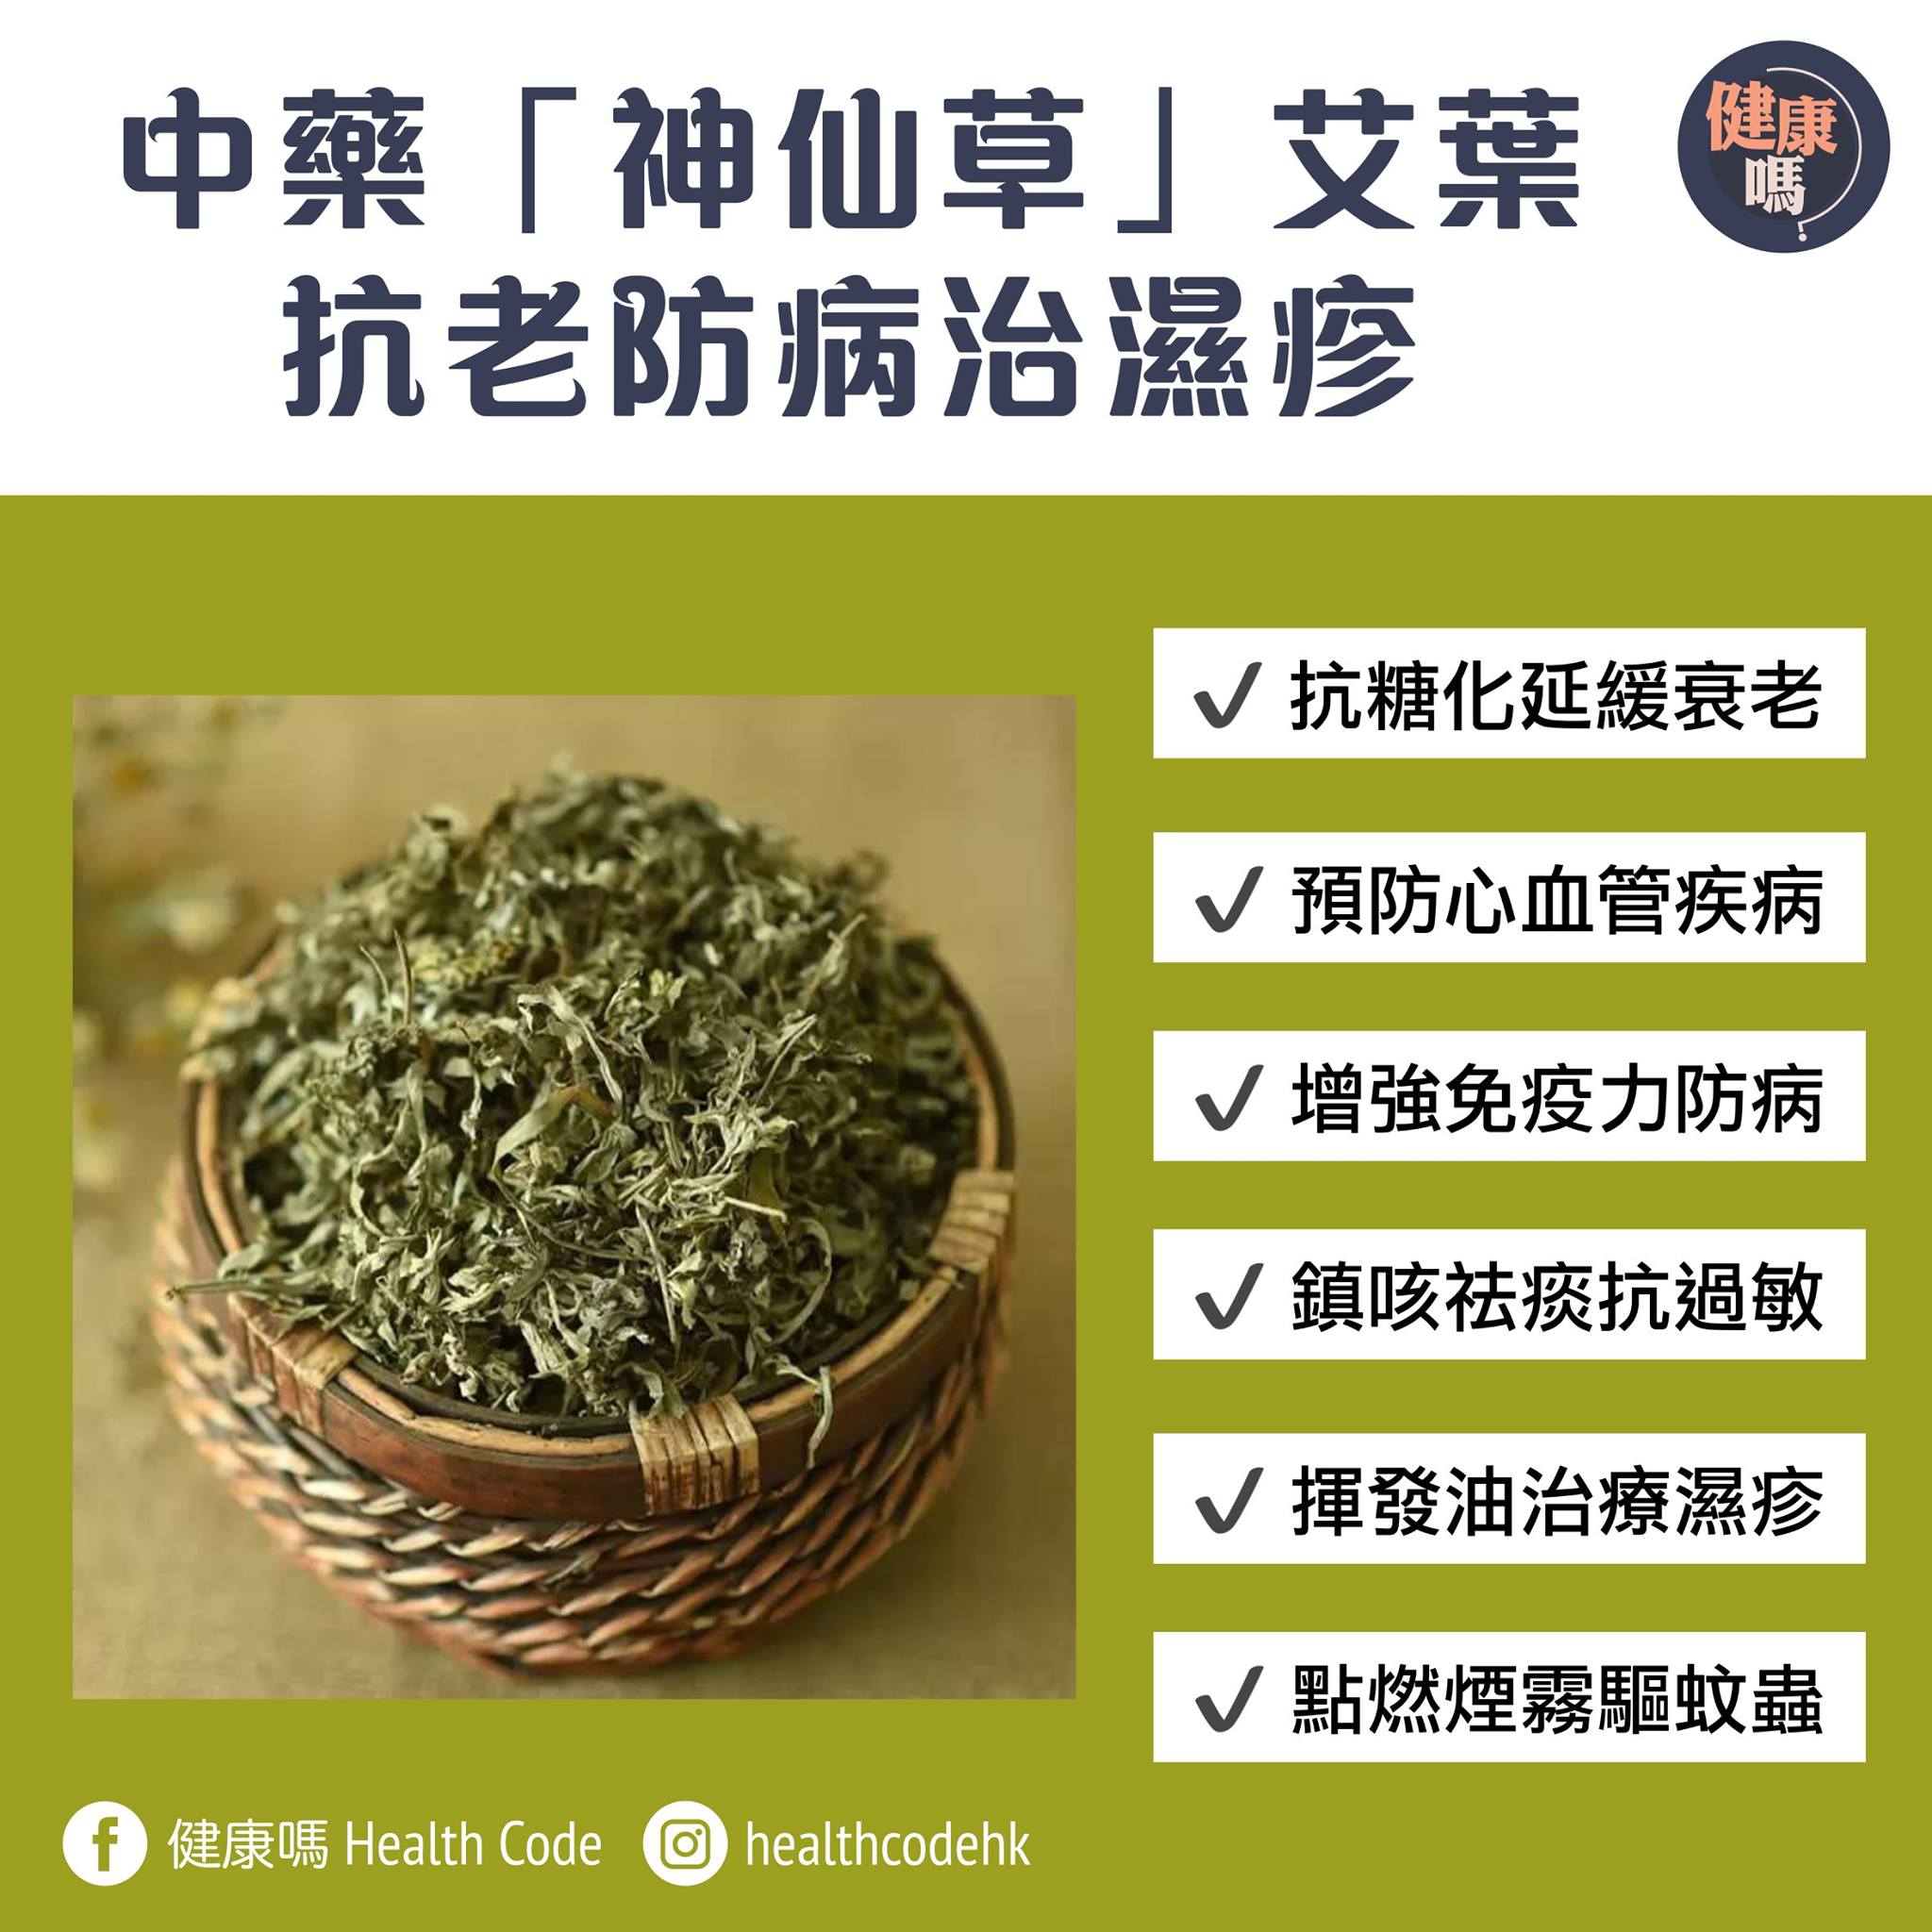 中藥「神仙草」艾葉
抗老防病治濕疹
健康
嗎
抗糖化延緩衰老
預防心血管疾病
增強免疫力防病
鎮咳祛痰抗過敏
揮發油治療濕疹
點燃煙霧驅蚊蟲
健康嗎 Health Code
healthcodehk